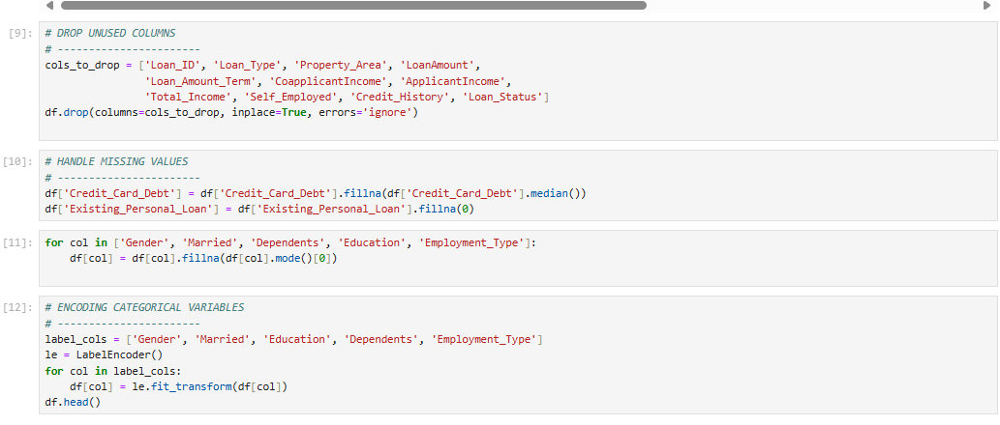 [9]:
# DROP UNUSED COLUMNS
# -----------------------
cols_to_drop = ['Loan_ID', 'Loan_Type', 'Property_Area', 'LoanAmount',
                'Loan_Amount_Term', 'CoapplicantIncome', 'ApplicantIncome',
                'Total_Income', 'Self_Employed', 'Credit_History', 'Loan_Status']
df.drop(columns=cols_to_drop, inplace=True, errors='ignore')
[10]:
# HANDLE MISSING VALUES
# -----------------------
df['Credit_Card_Debt'] = df['Credit_Card_Debt'].fillna(df['Credit_Card_Debt'].median())
df['Existing_Personal_Loan'] = df['Existing_Personal_Loan'].fillna(0)
[11]:
for col in ['Gender', 'Married', 'Dependents', 'Education', 'Employment_Type']:
    df[col] = df[col].fillna(df[col].mode()[0])
[12]:
# ENCODING CATEGORICAL VARIABLES
# -----------------------
label_cols = ['Gender', 'Married', 'Education', 'Dependents', 'Employment_Type']
le = LabelEncoder()
for col in label_cols:
    df[col] = le.fit_transform(df[col])
df.head()